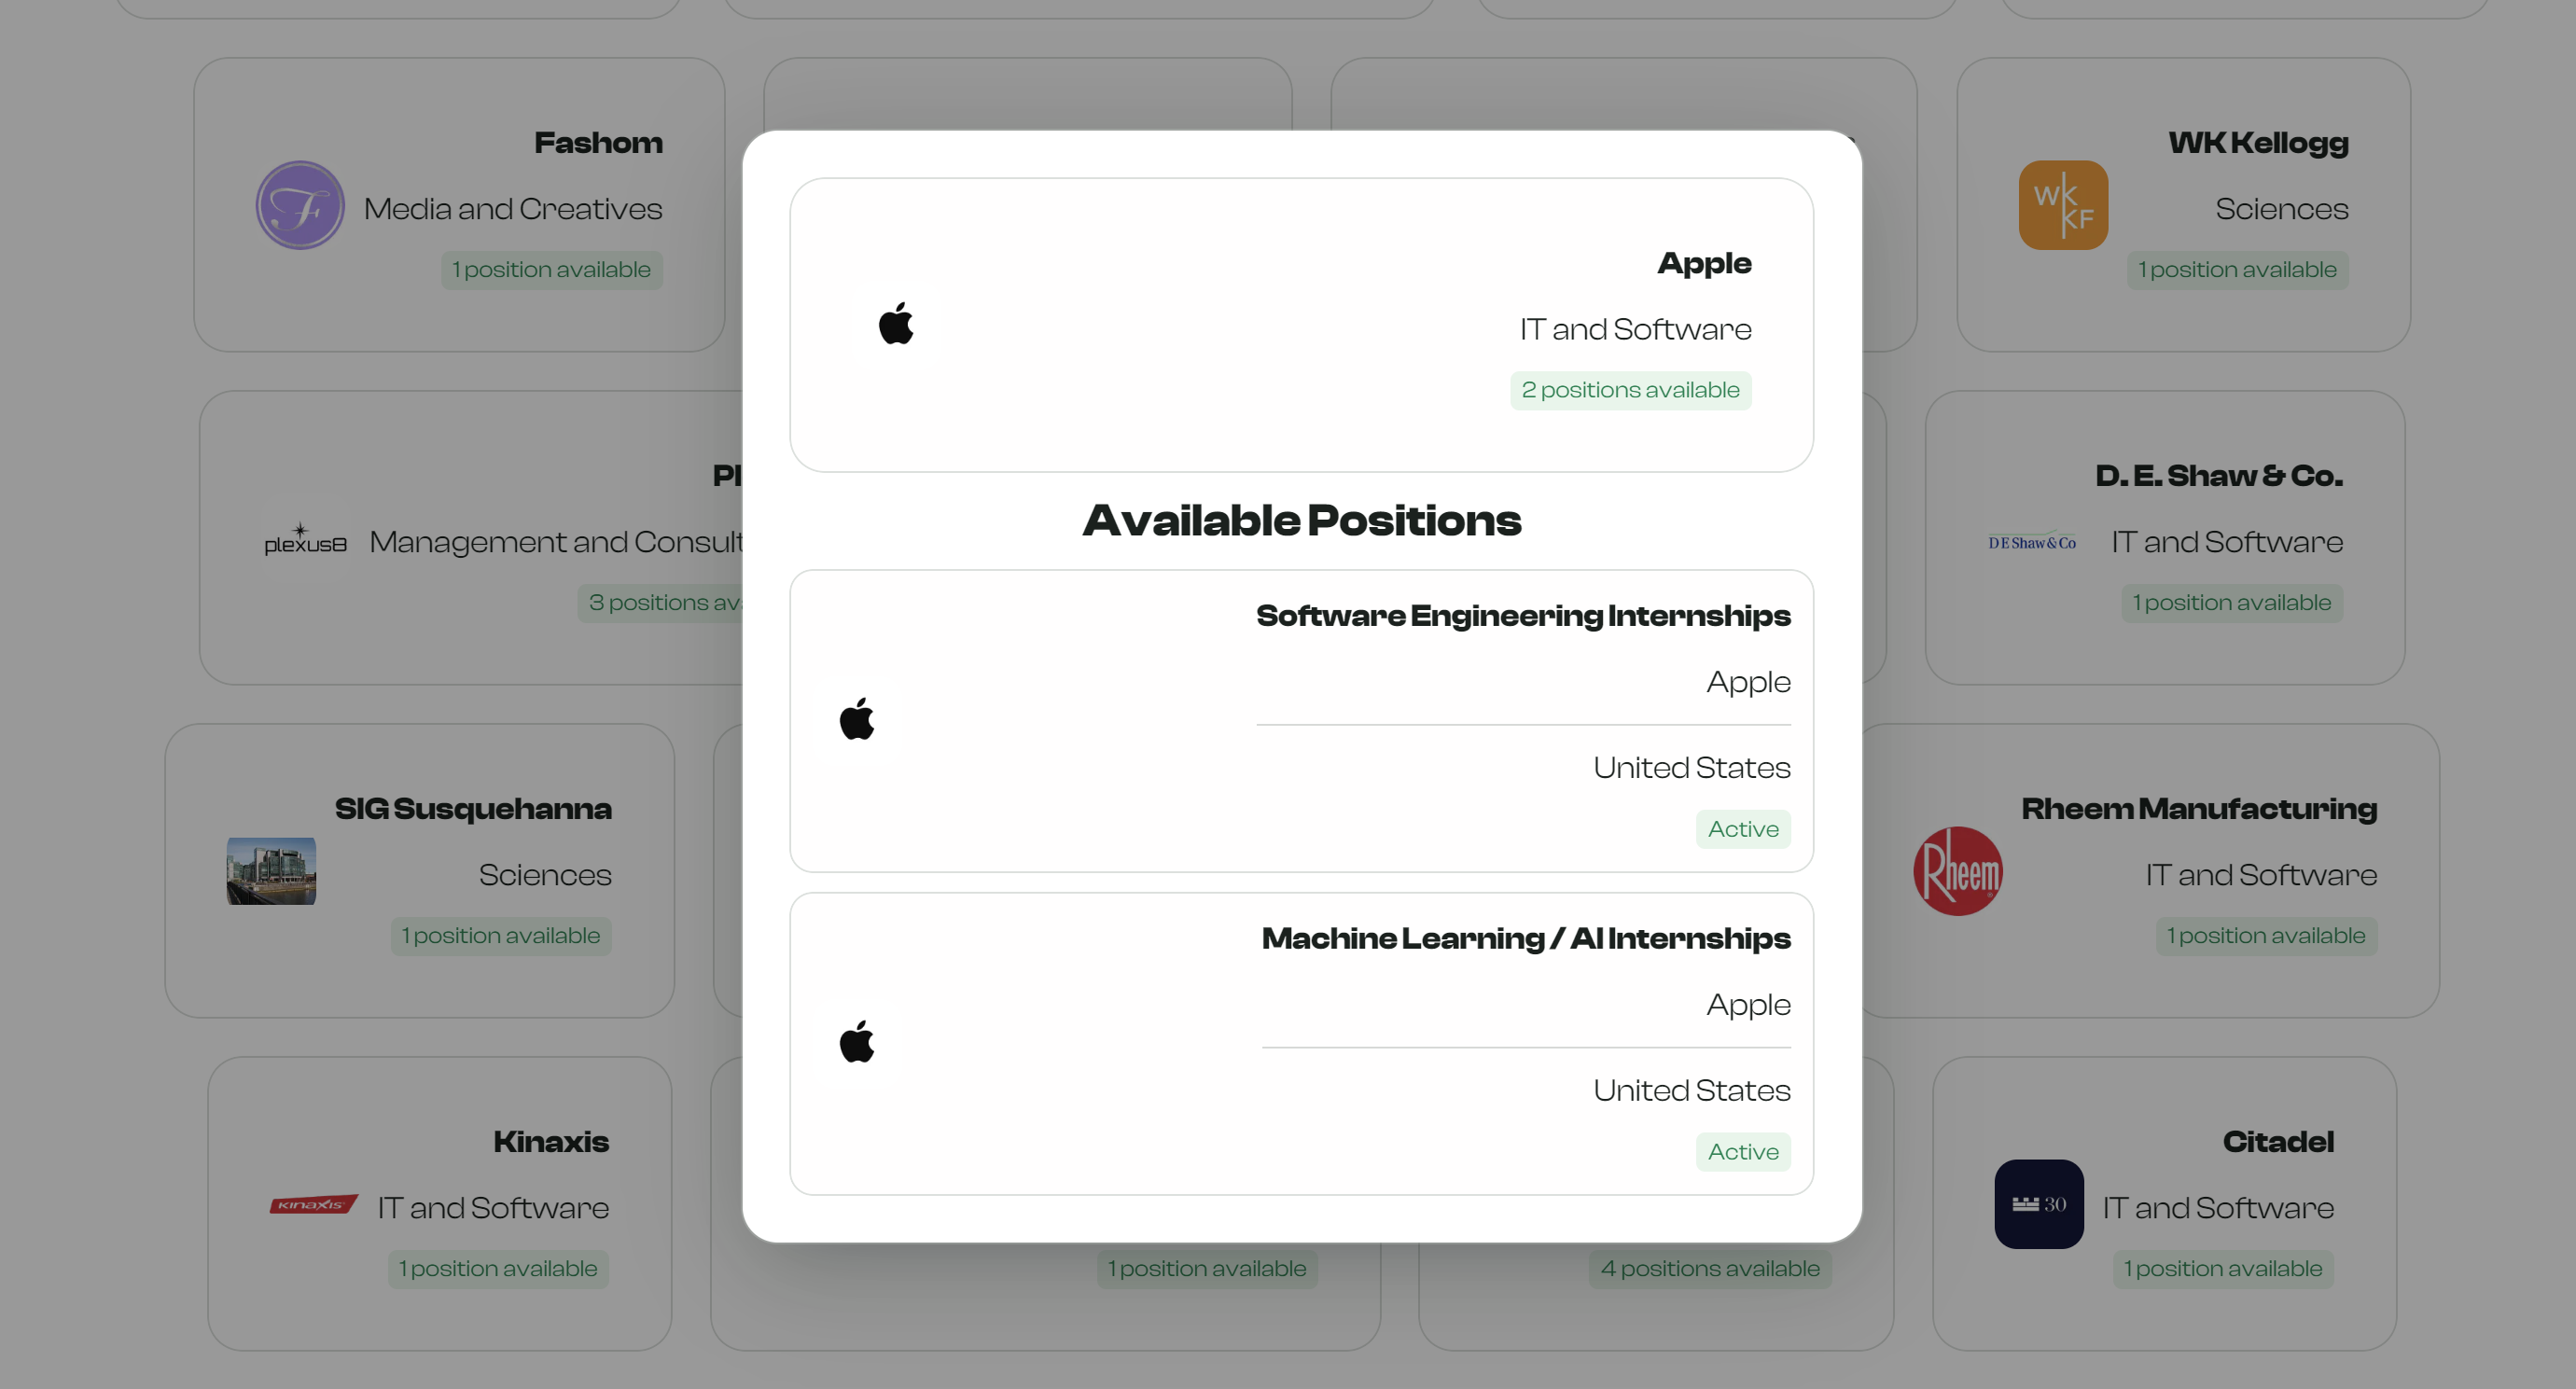 Fashom
Media and Creatives
1 position available
WK Kellogg
WK
KF
Sciences
1 position available
Apple
IT and Software
2 positions available
Available Positions
Software Engineering Internships
Apple
United States
Active
Machine Learning / AI Internships
Apple
United States
Active
plexus8
Management and Consult
3 positions ava
D. E. Shaw & Co.
D E Shaw & Co
IT and Software
1 position available
SIG Susquehanna
Sciences
1 position available
Rheem Manufacturing
Rheem
IT and Software
1 position available
Kinaxis
KINAXIS
IT and Software
1 position available
1 position available
4 positions available
Citadel
30
IT and Software
1 position available